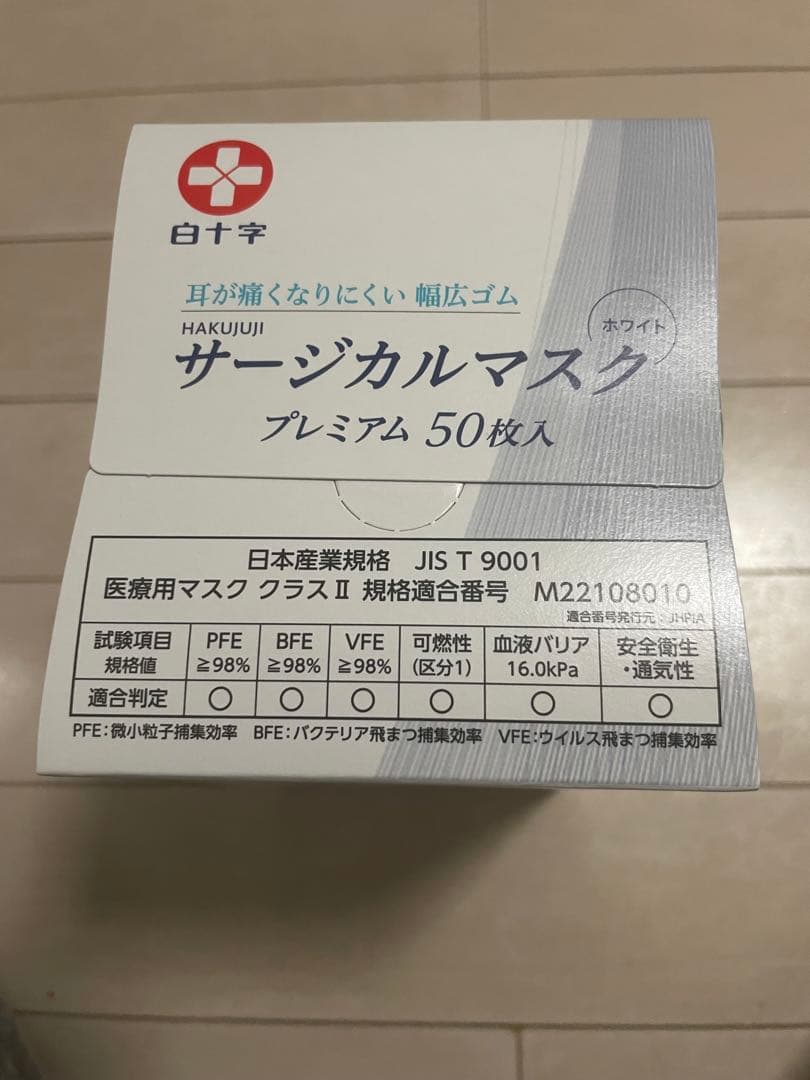 白十字
耳が痛くなりにくい 幅広ゴム
HAKUJUJI
ホワイト
サージカルマスク
プレミアム 50枚入
日本産業規格 JIS T 9001
医療用マスク クラスⅡ 規格適合番号 M22108010
適合番号発行元:JHPIA
試験項目 規格値 PFE ≧98% BFE ≧98% VFE ≧98% 可燃性 (区分1) 血液バリア 16.0kPa 安全衛生・通気性
適合判定 ○ ○ ○ ○ ○ ○
PFE:微小粒子捕集効率 BFE:バクテリア飛まつ捕集効率 VFE:ウイルス飛まつ捕集効率